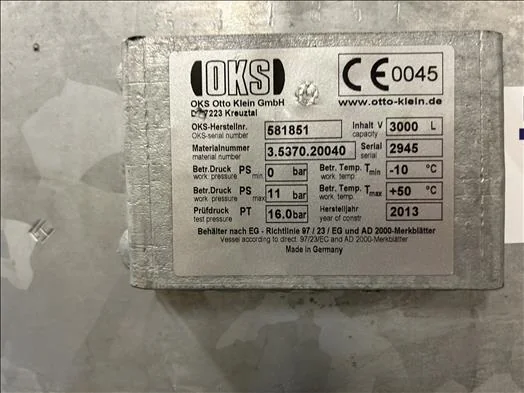 OKS
CE 0045
OKS Otto Klein GmbH
D 57223 Kreuztal
www.otto-klein.de
OKS-Herstellnr. 581851 Inhalt V 3000 L
OKS-serial number capacity
Materialnummer 3.5370.20040 Serial 2945
material number serial
Betr.Druck PS min. 0 bar Betr. Temp. Tmin -10 °C
work. pressure work. temp.
Betr.Druck PS max 11 bar Betr. Temp. Tmax +50 °C
work. pressure work. temp.
Prüfdruck PT 16.0 bar Herstelljahr 2013
test pressure year of constr
Behälter nach EG - Richtlinie 97 / 23 / EG und AD 2000-Merkblätter
Vessel according to direct. 97/23/EC and AD 2000-Merkblätter
Made in Germany